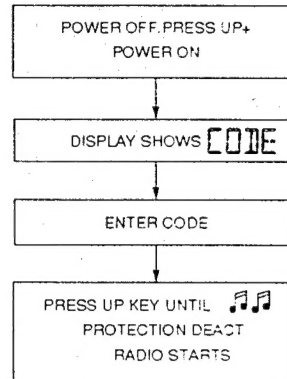 POWER OFF, PRESS UP+
POWER ON
DISPLAY SHOWS CODE
ENTER CODE
PRESS UP KEY UNTIL ♫♫
PROTECTION DEACT
RADIO STARTS